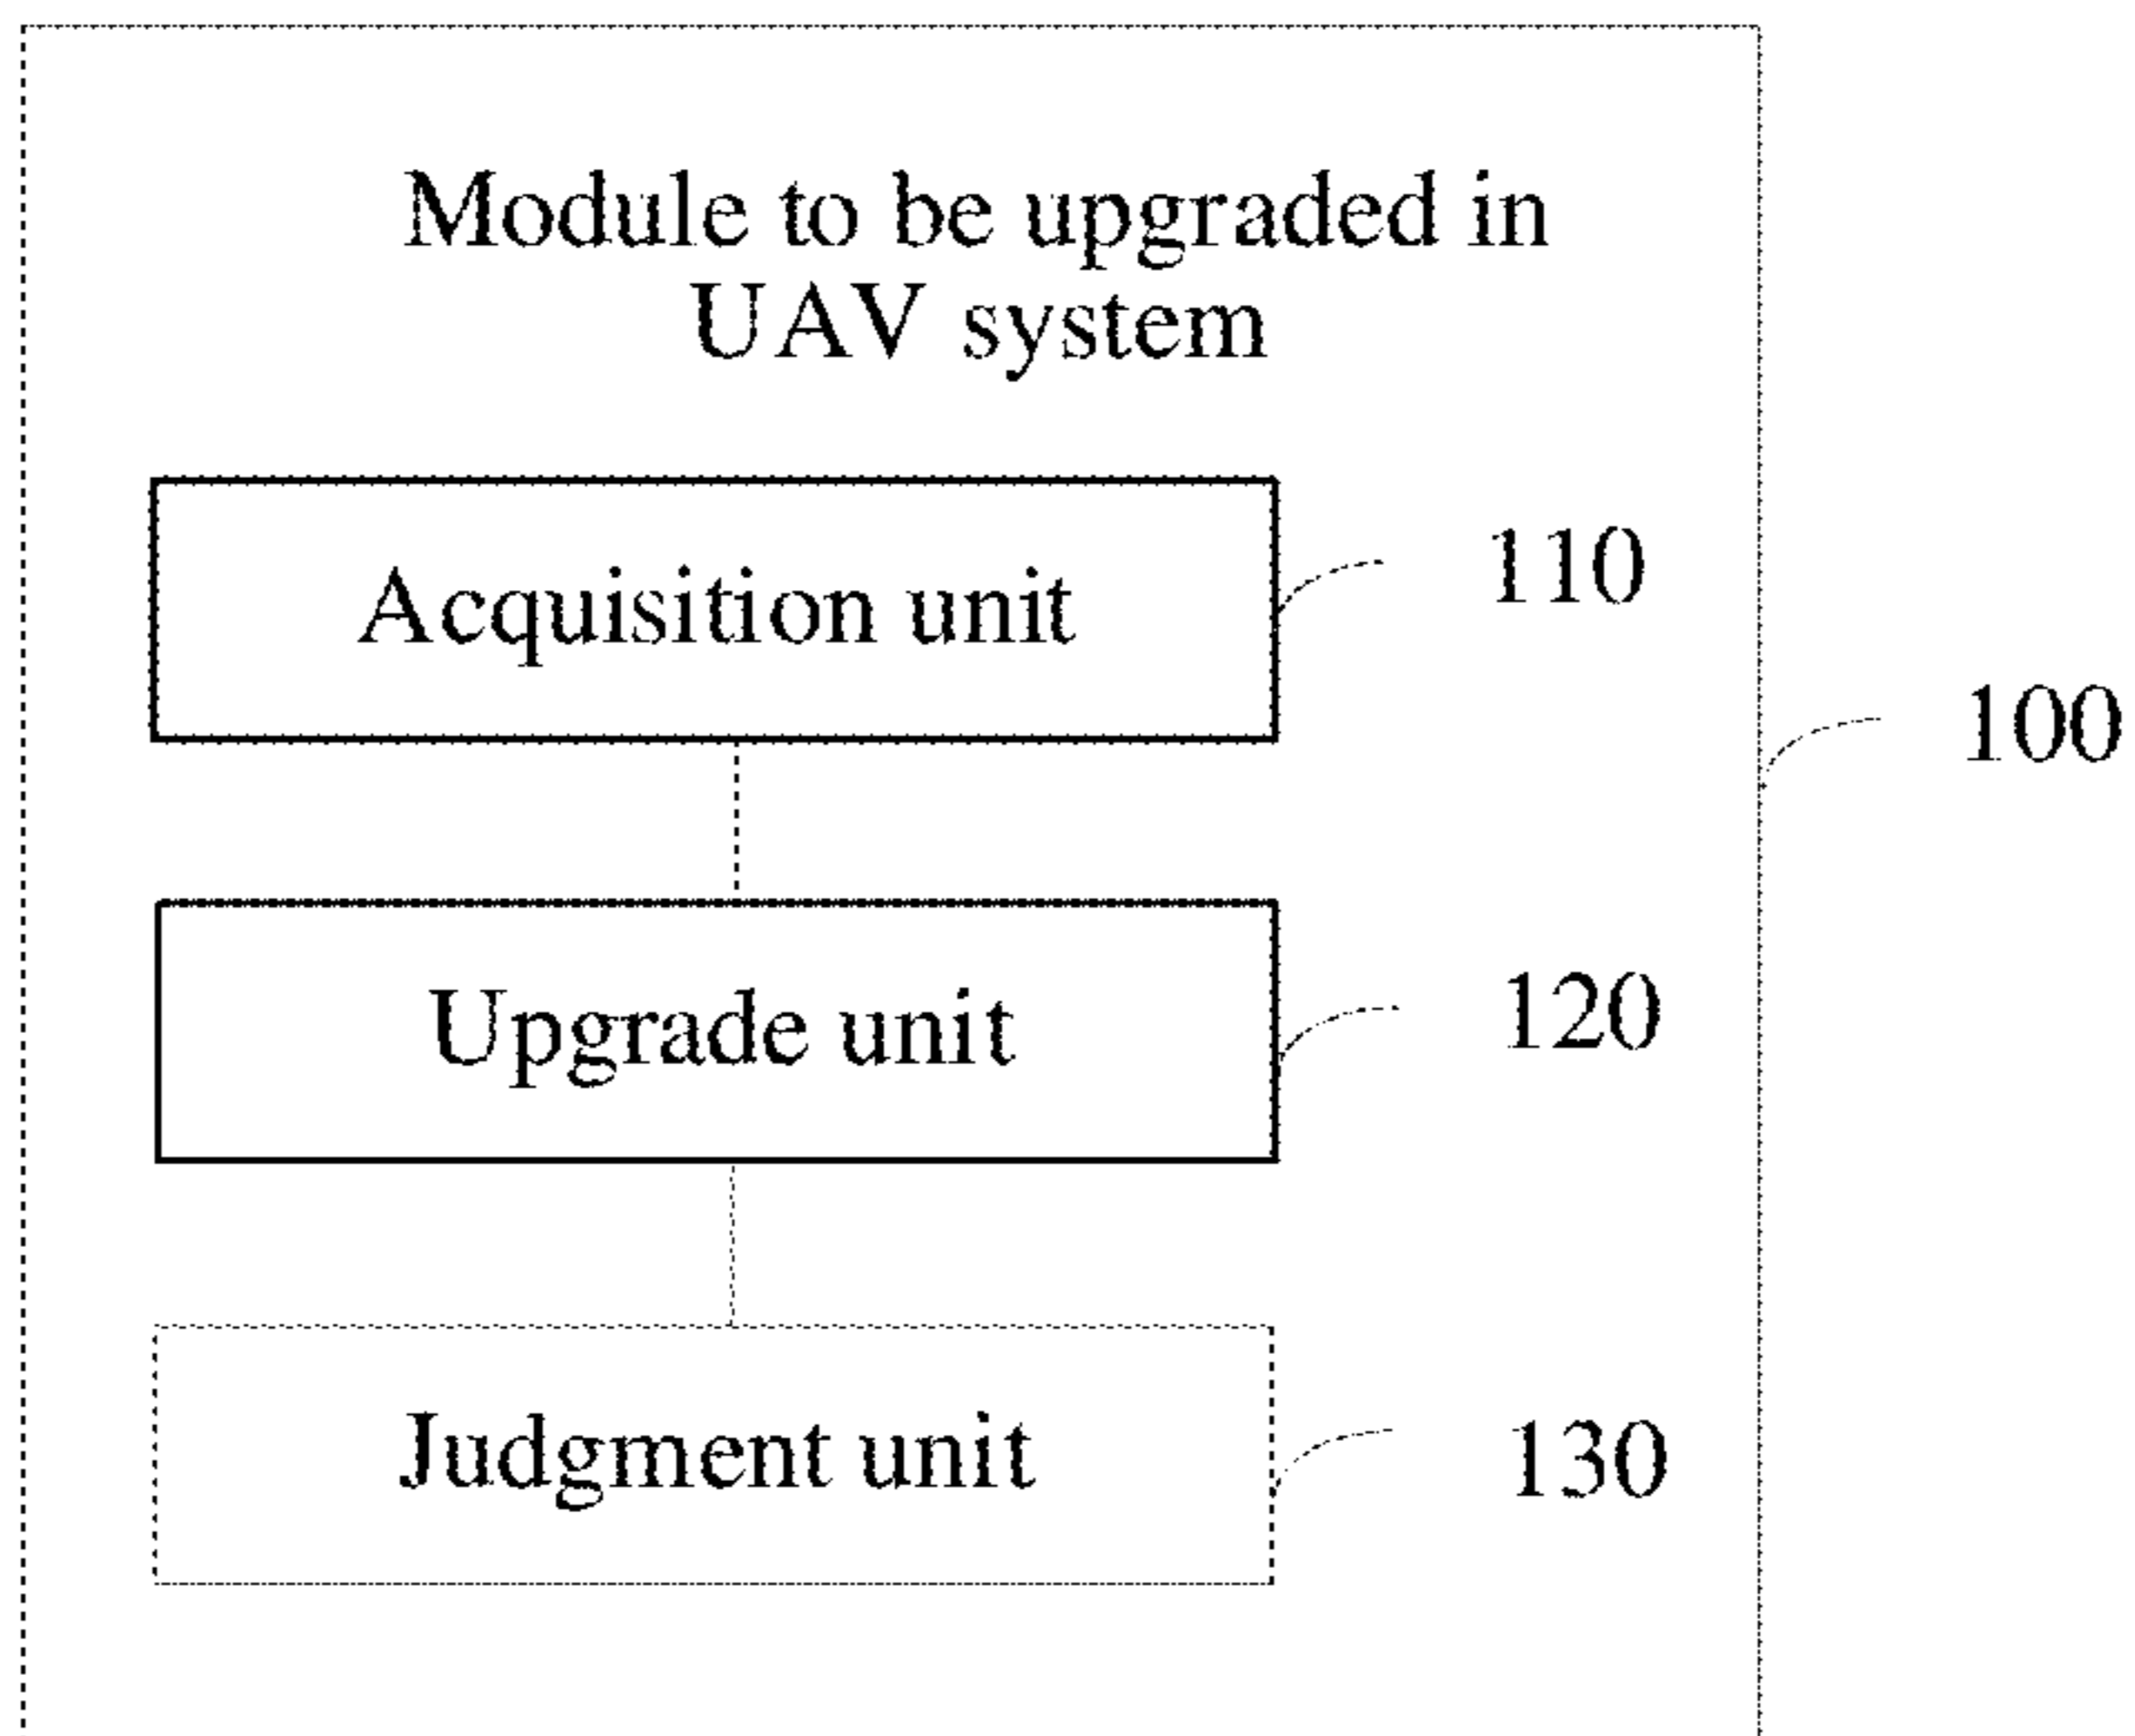 Module to be upgraded in
UAV system
Acquisition unit
110
100
Upgrade unit
120
Judgment unit
130